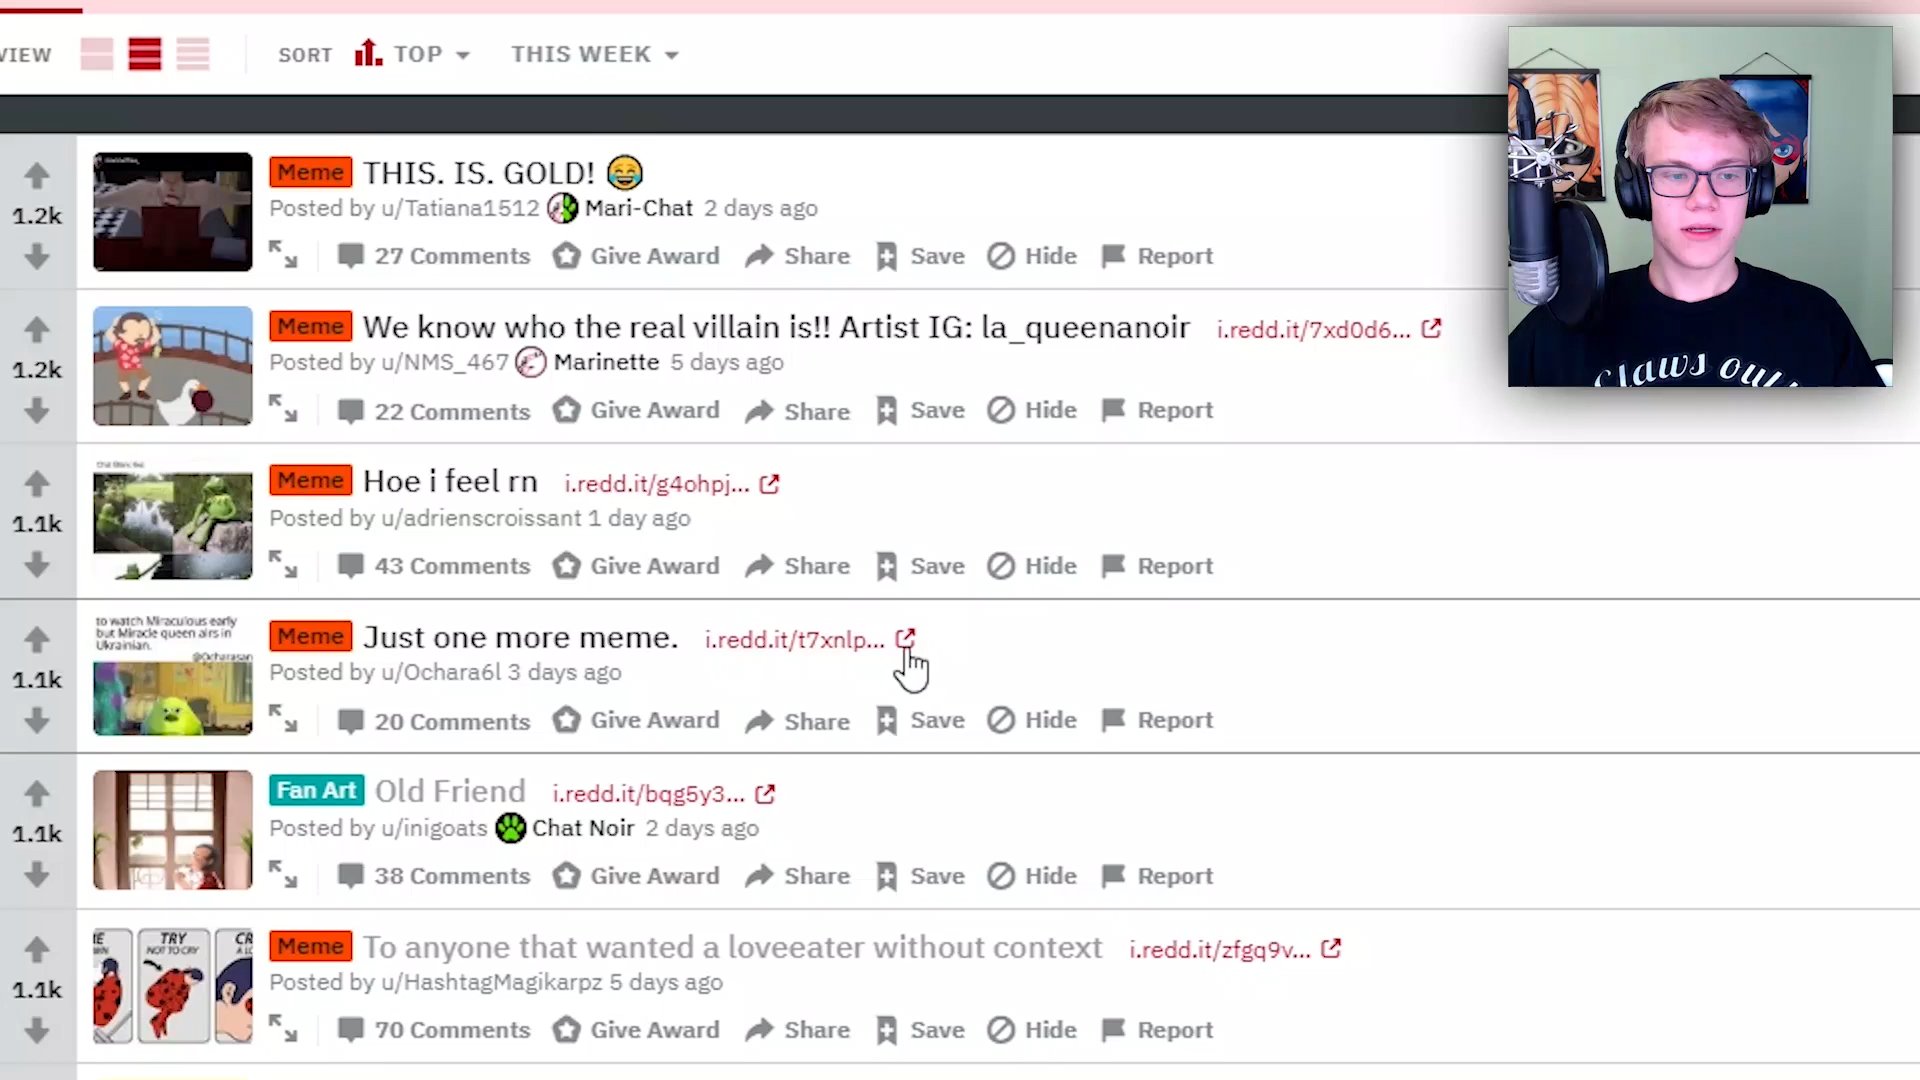 VIEW SORT TOP THIS WEEK
Meme THIS. IS. GOLD! 😂
1.2k
Posted by u/Tatiana1512 Mari-Chat 2 days ago
27 Comments Give Award Share Save Hide Report
Meme We know who the real villain is!! Artist IG: la_queenanoir i.redd.it/7xd0d6...
1.2k
Posted by u/NMS_467 Marinette 5 days ago
22 Comments Give Award Share Save Hide Report
Claws out
Meme Hoe i feel rn i.redd.it/g4ohpj...
1.1k
Posted by u/adrienscroissant 1 day ago
43 Comments Give Award Share Save Hide Report
to watch Miraculous early
but Miracle queen airs in
Ukrainian.
Meme Just one more meme. i.redd.it/t7xnlp...
1.1k
Posted by u/Ochara6l 3 days ago
20 Comments Give Award Share Save Hide Report
Fan Art Old Friend i.redd.it/bqg5y3...
1.1k
Posted by u/inigoats Chat Noir 2 days ago
38 Comments Give Award Share Save Hide Report
TRY
NOT TO CRY
Meme To anyone that wanted a loveeater without context i.redd.it/zfgq9v...
1.1k
Posted by u/HashtagMagikarpz 5 days ago
70 Comments Give Award Share Save Hide Report